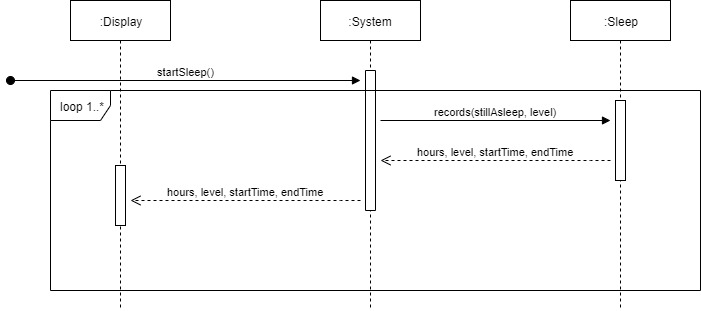 :Display
:System
:Sleep
startSleep()
loop 1..*
records(stillAsleep, level)
hours, level, startTime, endTime
hours, level, startTime, endTime